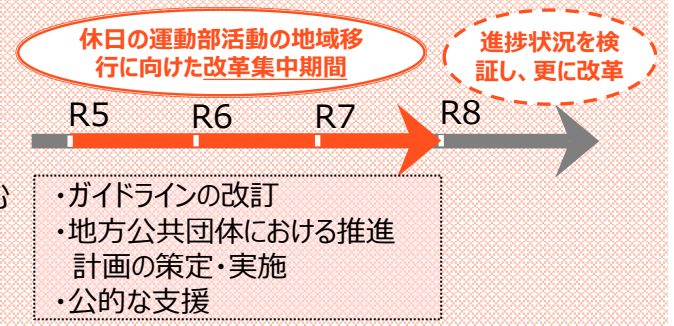 休日の運動部活動の地域移
行に向けた改革集中期間
進捗状況を検
証し、更に改革
R5 R6 R7 R8
む
・ガイドラインの改訂
・地方公共団体における推進
計画の策定・実施
・公的な支援